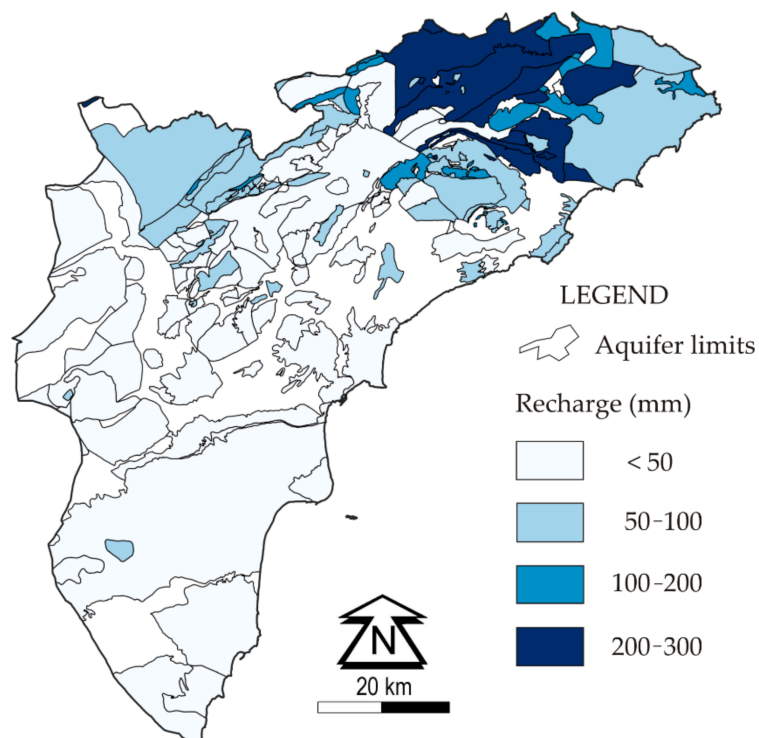 LEGEND
Aquifer limits
Recharge (mm)
< 50
50-100
100-200
200-300
N
20 km